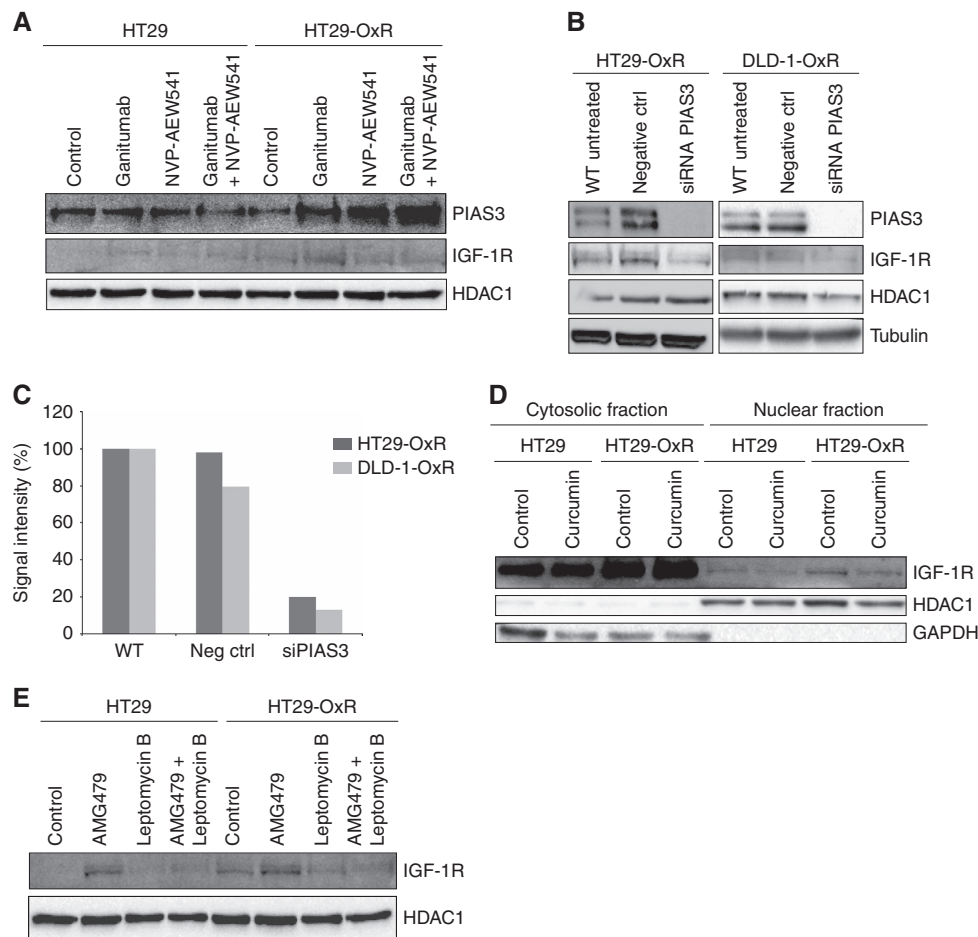 A
HT29
HT29-OxR
Control
Ganitumab
NVP-AEW541
Ganitumab
+ NVP-AEW541
Control
Ganitumab
NVP-AEW541
Ganitumab
+ NVP-AEW541
PIAS3
IGF-1R
HDAC1
B
HT29-OxR
DLD-1-OxR
WT untreated
Negative ctrl
siRNA PIAS3
WT untreated
Negative ctrl
siRNA PIAS3
PIAS3
IGF-1R
HDAC1
Tubulin
C
Signal intensity (%)
120
100
80
60
40
20
0
WT
Neg ctrl
siPIAS3
HT29-OxR
DLD-1-OxR
D
Cytosolic fraction
Nuclear fraction
HT29
HT29-OxR
HT29
HT29-OxR
Control
Curcumin
Control
Curcumin
Control
Curcumin
Control
Curcumin
IGF-1R
HDAC1
GAPDH
E
HT29
HT29-OxR
Control
AMG479
Leptomycin B
AMG479 +
Leptomycin B
Control
AMG479
Leptomycin B
AMG479 +
Leptomycin B
IGF-1R
HDAC1